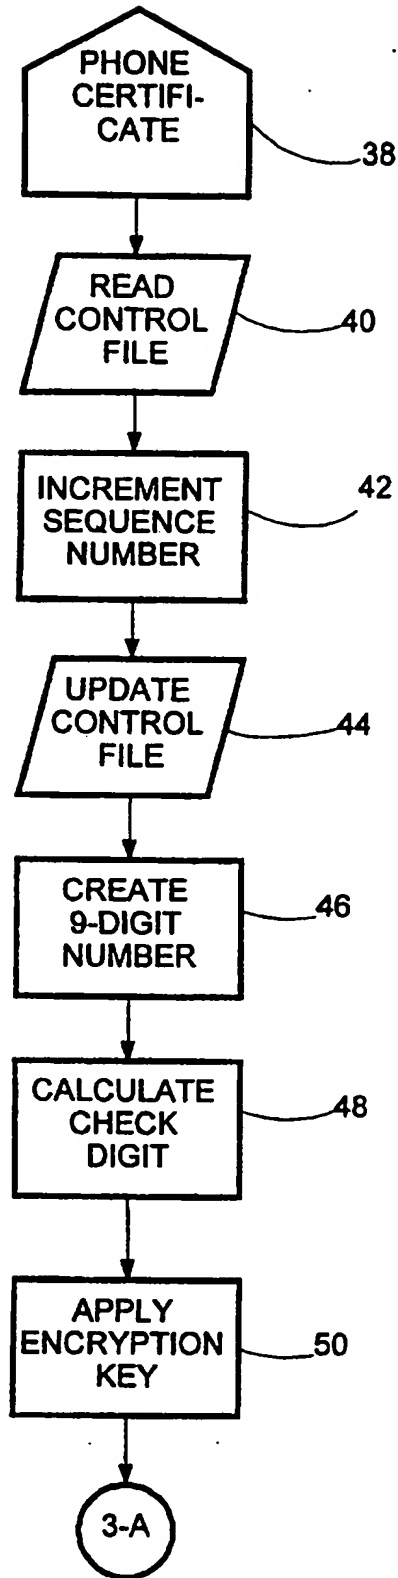 PHONE
CERTIFI-
CATE
38
READ
CONTROL
FILE
40
INCREMENT
SEQUENCE
NUMBER
42
UPDATE
CONTROL
FILE
44
CREATE
9-DIGIT
NUMBER
46
CALCULATE
CHECK
DIGIT
48
APPLY
ENCRYPTION
KEY
50
3-A